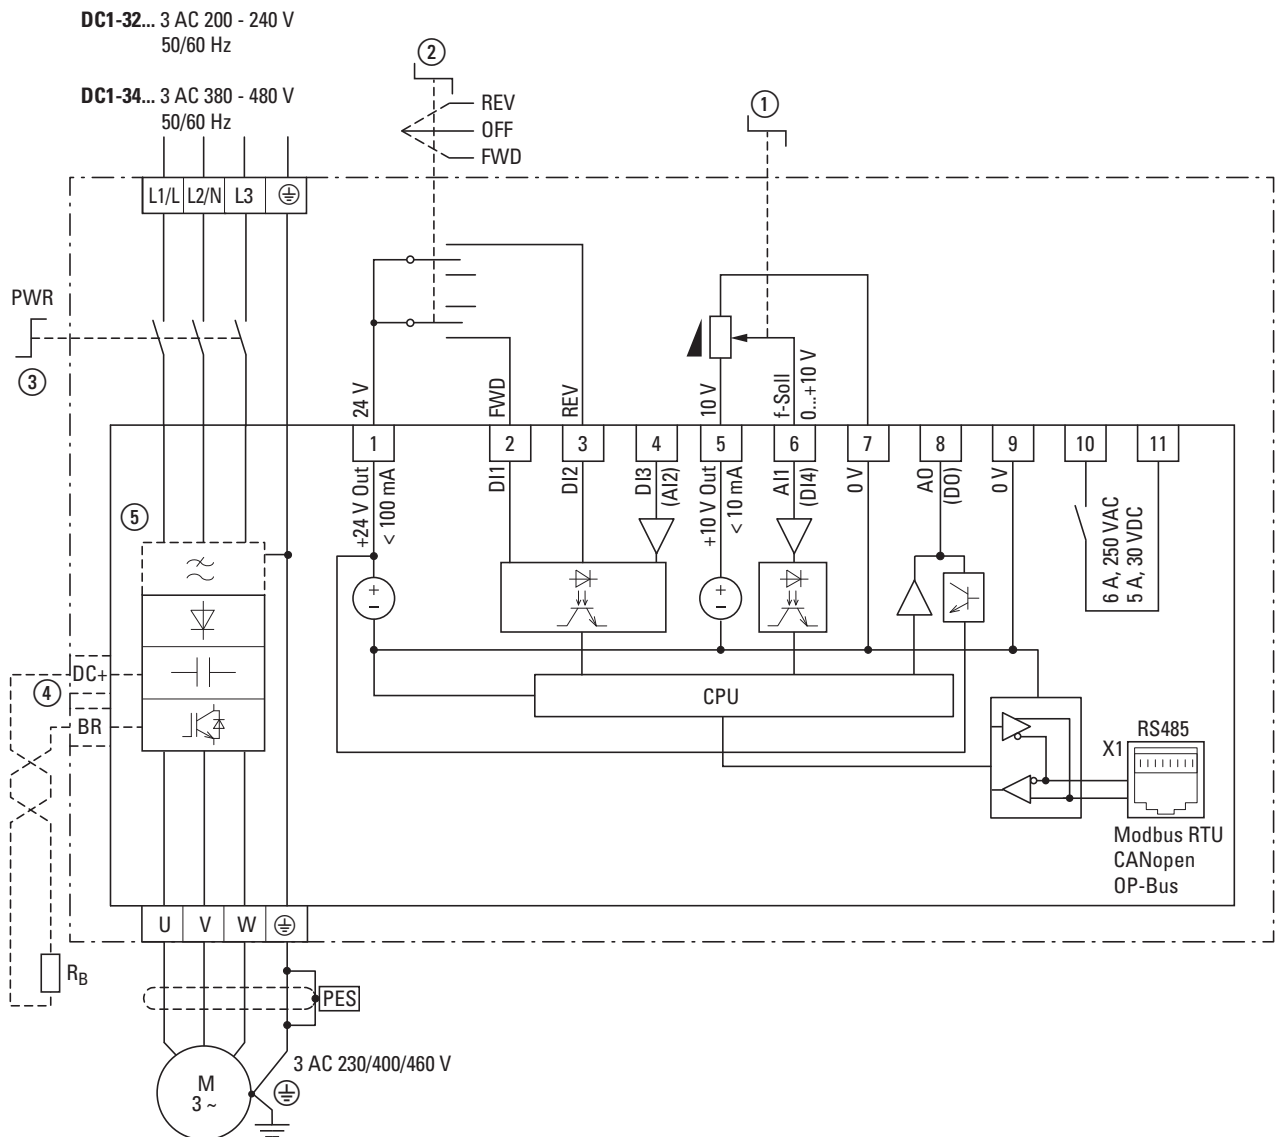 DC1-32... 3 AC 200 - 240 V
50/60 Hz
DC1-34... 3 AC 380 - 480 V
50/60 Hz
2
REV
OFF
FWD
1
L1/L L2/N L3
PWR
3
24 V
FWD
REV
10 V
f-Soll
0...+10 V
1 2 3 4 5 6 7 8 9 10 11
+24 V Out
< 100 mA
DI1
DI2
DI3
(AI2)
+10 V Out
< 10 mA
AI1
(DI4)
0 V
AO
(DO)
0 V
6 A, 250 VAC
5 A, 30 VDC
5
+
-
+
-
DC+
4
BR
CPU
RS485
X1
Modbus RTU
CANopen
OP-Bus
U V W
RB
PES
3 AC 230/400/460 V
M
3 ~